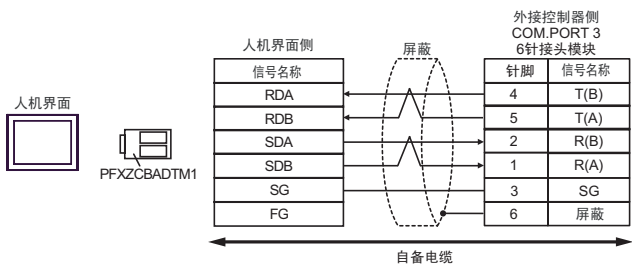 外接控制器侧
COM.PORT 3
6针接头模块
人机界面侧
屏蔽
信号名称
针脚 信号名称
人机界面
RDA 4 T(B)
RDB 5 T(A)
SDA 2 R(B)
SDB 1 R(A)
SG 3 SG
FG 6 屏蔽
PFXZCBADTM1
自备电缆